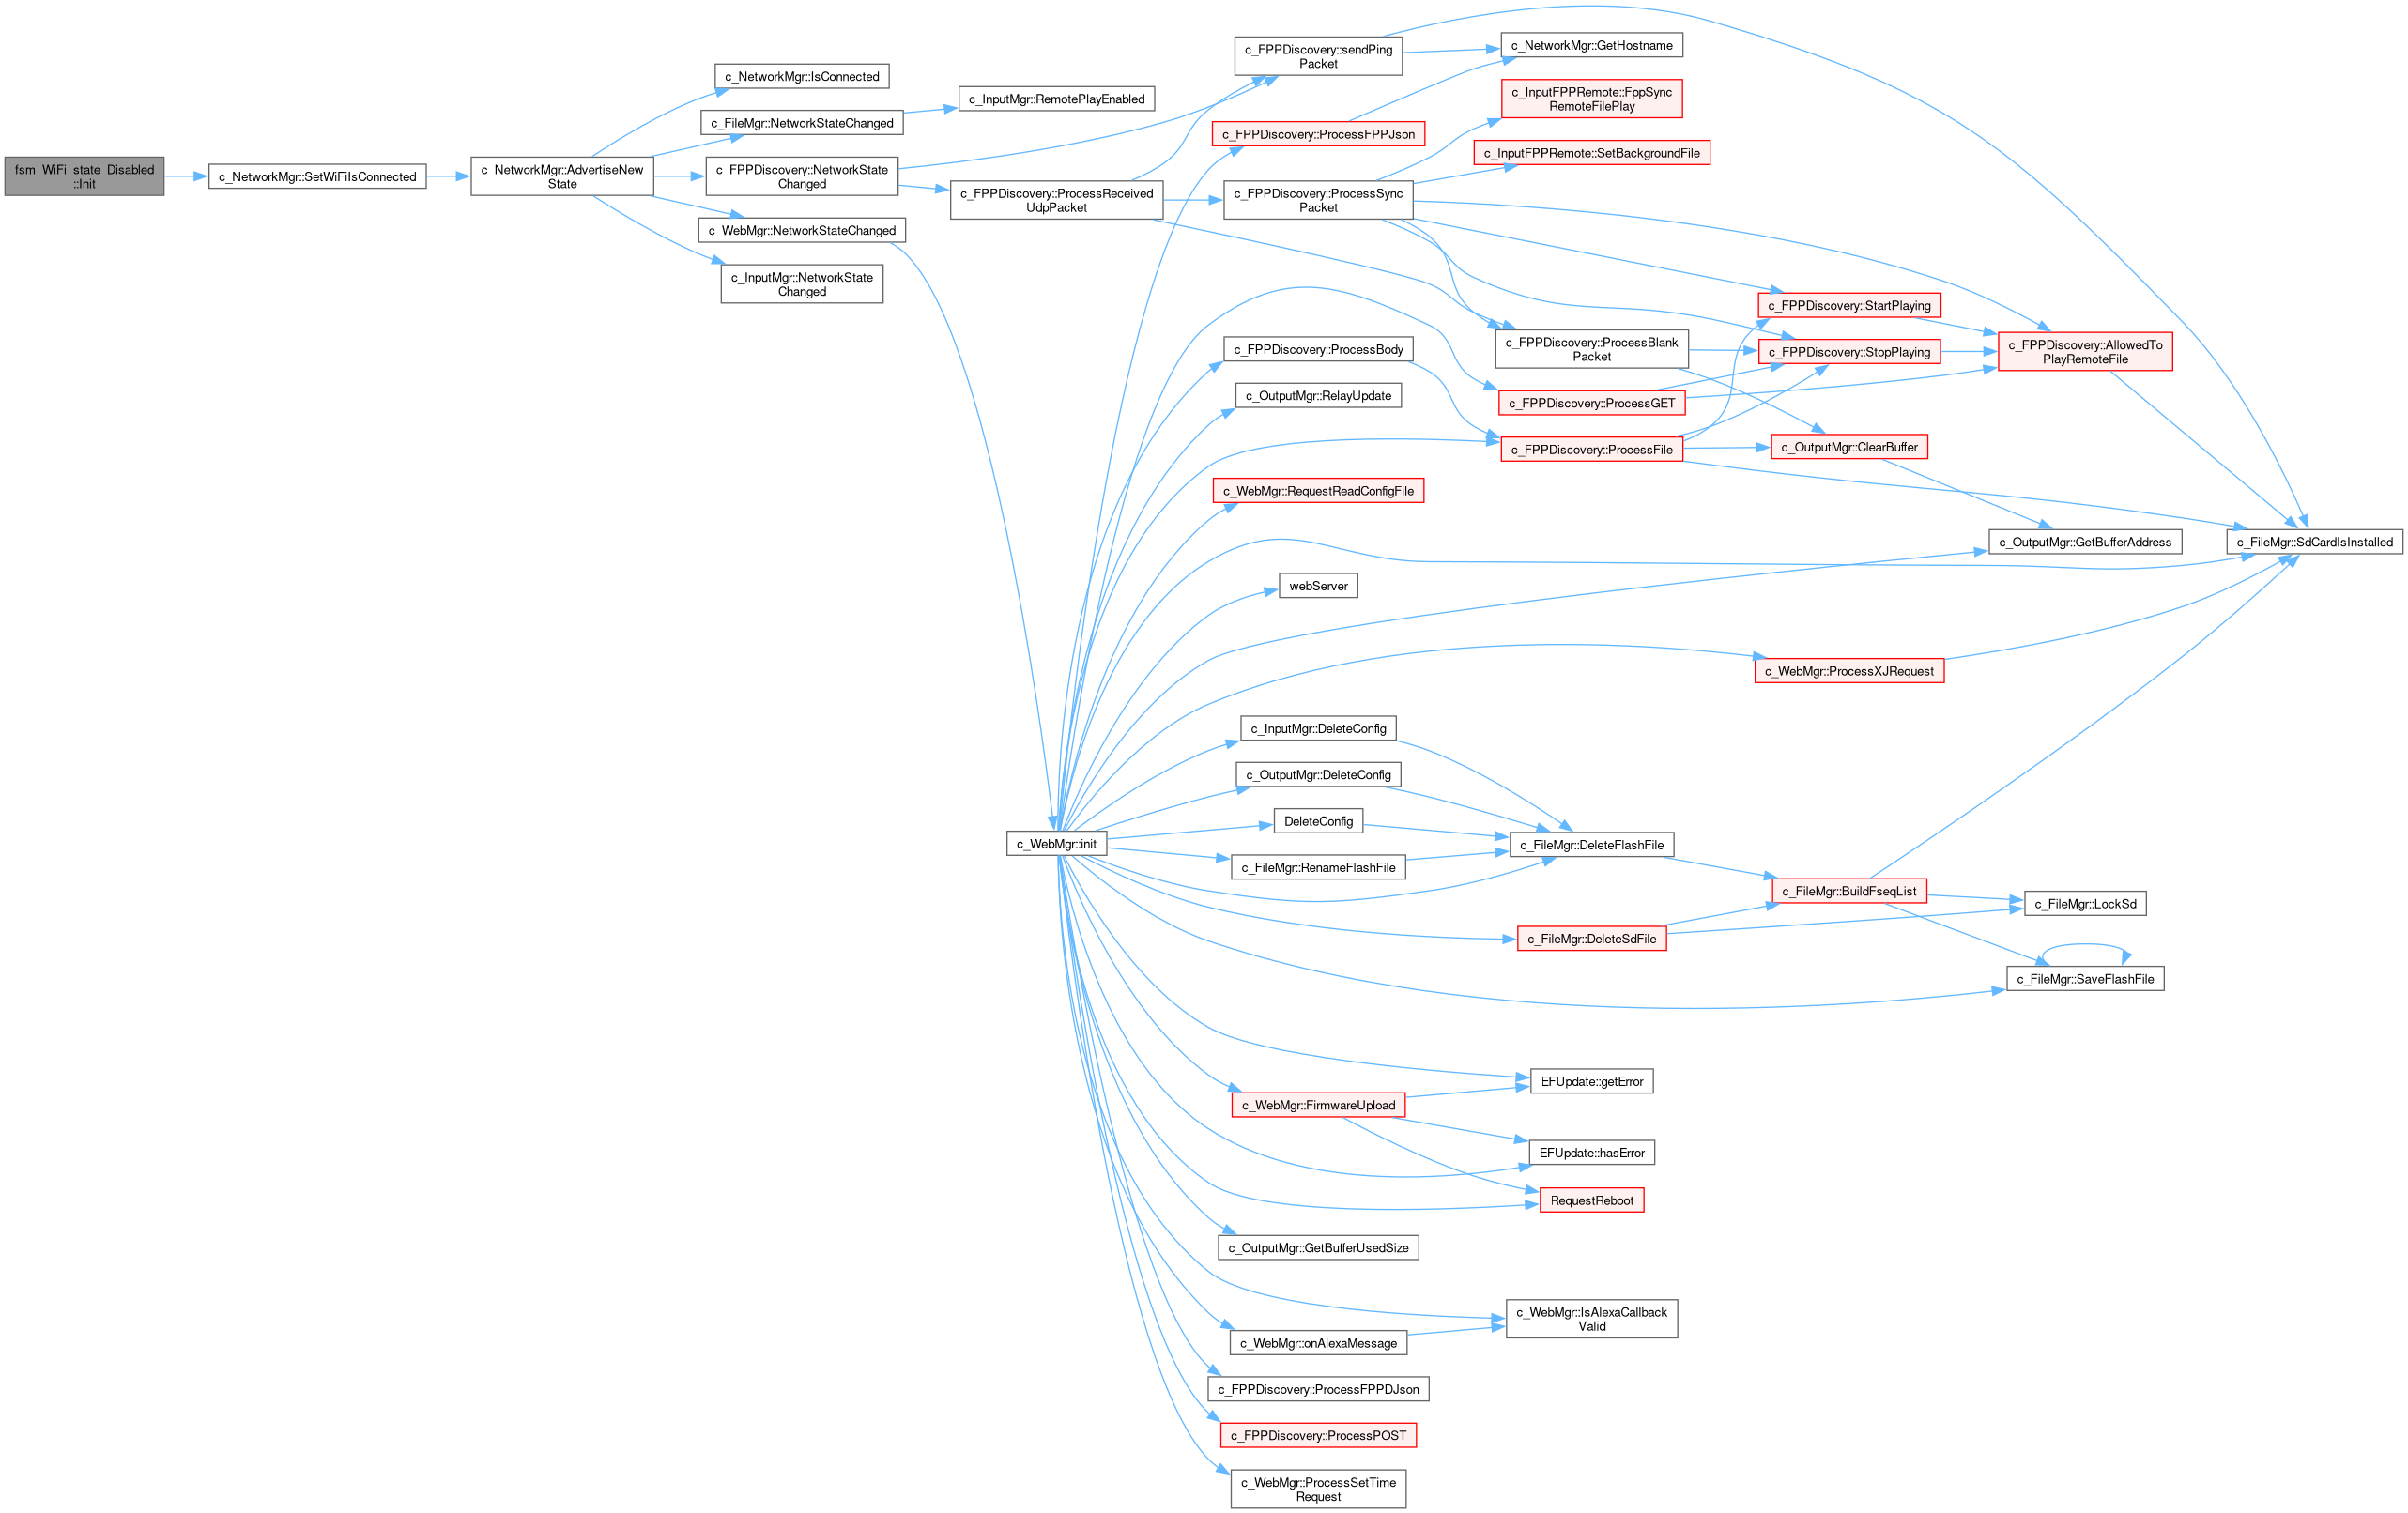 fsm_WiFi_state_Disabled
::Init
c_NetworkMgr::SetWiFiIsConnected
c_NetworkMgr::AdvertiseNew
State
c_NetworkMgr::IsConnected
c_FileMgr::NetworkStateChanged
c_FPPDiscovery::NetworkState
Changed
c_WebMgr::NetworkStateChanged
c_InputMgr::NetworkState
Changed
c_InputMgr::RemotePlayEnabled
c_FPPDiscovery::ProcessReceived
UdpPacket
c_WebMgr::init
c_FPPDiscovery::sendPing
Packet
c_FPPDiscovery::ProcessFPPJson
c_FPPDiscovery::ProcessSync
Packet
c_FPPDiscovery::ProcessBody
c_OutputMgr::RelayUpdate
c_WebMgr::RequestReadConfigFile
webServer
c_InputMgr::DeleteConfig
c_OutputMgr::DeleteConfig
DeleteConfig
c_FileMgr::RenameFlashFile
c_WebMgr::FirmwareUpload
c_OutputMgr::GetBufferUsedSize
c_WebMgr::onAlexaMessage
c_FPPDiscovery::ProcessFPPDJson
c_FPPDiscovery::ProcessPOST
c_WebMgr::ProcessSetTime
Request
c_NetworkMgr::GetHostname
c_InputFPPRemote::FppSync
RemoteFilePlay
c_InputFPPRemote::SetBackgroundFile
c_FPPDiscovery::ProcessBlank
Packet
c_FPPDiscovery::ProcessGET
c_FPPDiscovery::ProcessFile
c_FileMgr::DeleteFlashFile
c_FileMgr::DeleteSdFile
EFUpdate::getError
EFUpdate::hasError
RequestReboot
c_WebMgr::IsAlexaCallback
Valid
c_FPPDiscovery::StartPlaying
c_FPPDiscovery::StopPlaying
c_OutputMgr::ClearBuffer
c_WebMgr::ProcessXJRequest
c_FileMgr::BuildFseqList
c_FPPDiscovery::AllowedTo
PlayRemoteFile
c_OutputMgr::GetBufferAddress
c_FileMgr::LockSd
c_FileMgr::SaveFlashFile
c_FileMgr::SdCardIsInstalled